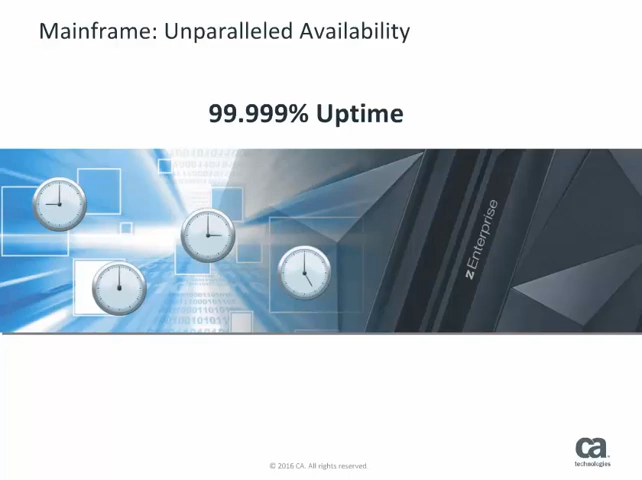 Mainframe: Unparalleled Availability
99.999% Uptime
zEnterprise
ca
technologies
© 2016 CA. All rights reserved